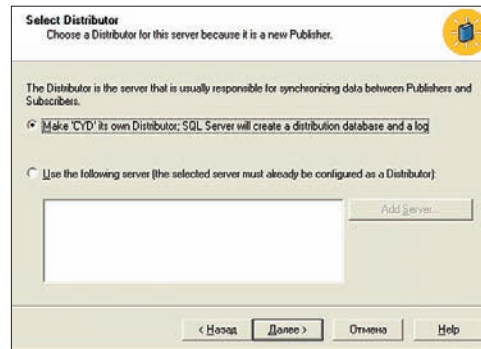 Select Distributor
Choose a Distributor for this server because it is a new Publisher.
The Distributor is the server that is usually responsible for synchronizing data between Publishers and
Subscribers.
Make 'CYD' its own Distributor; SQL Server will create a distribution database and a log
Use the following server (the selected server must already be configured as a Distributor):
Add Server...
< Назад
Далее >
Отмена
Help